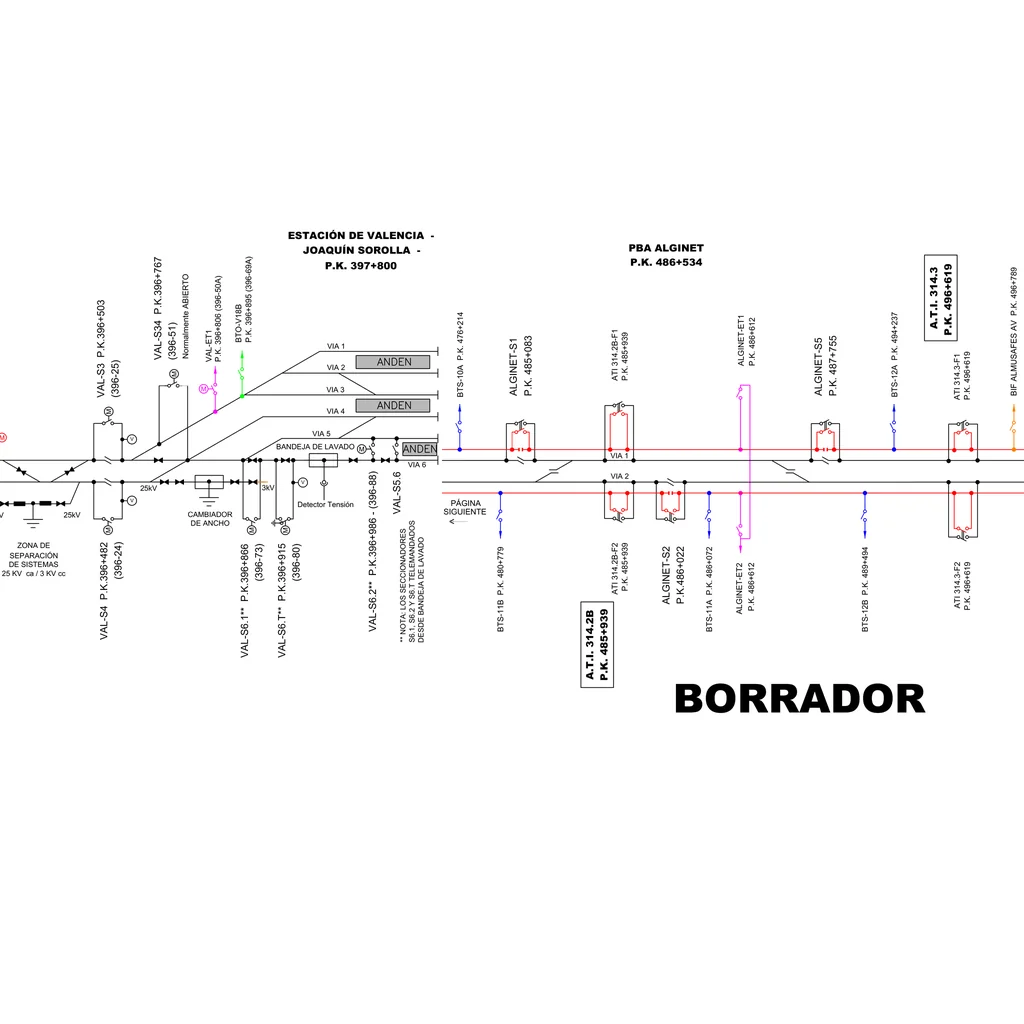 ESTACIÓN DE VALENCIA -
JOAQUÍN SOROLLA -
P.K. 397+800
PBA ALGINET
P.K. 486+534
VAL-S3 P.K.396+503
(396-25)
VAL-S34 P.K.396+767
(396-51)
Normalmente ABIERTO
VAL-ET1
P.K. 396+806 (396-50A)
BTO-V18B
P.K. 396+895 (396-69A)
VIA 1
ANDEN
VIA 2
VIA 3
ANDEN
VIA 4
VIA 5
BANDEJA DE LAVADO
ANDEN
VIA 6
M
M
M
M
M
M
M
M
V
V
V
25kV
3kV
25kV
V
CAMBIADOR
DE ANCHO
Detector Tensión
ZONA DE
SEPARACIÓN
DE SISTEMAS
25 KV ca / 3 KV cc
VAL-S4 P.K.396+482
(396-24)
VAL-S6.1** P.K.396+866
(396-73)
VAL-S6.T** P.K.396+915
(396-80)
VAL-S6.2** P.K.396+986 - (396-88)
VAL-S5.6
** NOTA: LOS SECCIONADORES
S6.1, S6.2 Y S6.T TELEMANDADOS
DESDE BANDEJA DE LAVADO
BTS-10A P.K. 476+214
ALGINET-S1
P.K. 485+083
ATI 314.2B-F1
P.K. 485+939
ALGINET-ET1
P.K. 486+612
ALGINET-S5
P.K. 487+755
BTS-12A P.K. 494+237
A.T.I. 314.3
P.K. 496+619
ATI 314.3-F1
P.K. 496+619
BIF ALMUSAFES AV P.K. 496+789
VIA 1
VIA 2
PÁGINA
SIGUIENTE
BTS-11B P.K. 480+779
ATI 314.2B-F2
P.K. 485+939
ALGINET-S2
P.K.486+022
BTS-11A P.K. 486+072
ALGINET-ET2
P.K. 486+612
BTS-12B P.K. 489+494
ATI 314.3-F2
P.K. 496+619
A.T.I. 314.2B
P.K. 485+939
BORRADOR